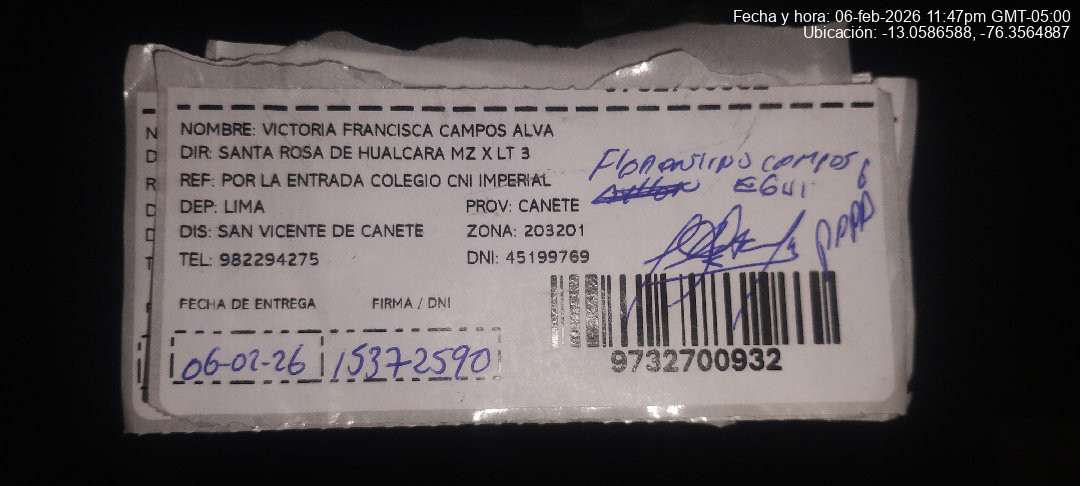 Fecha y hora: 06-feb-2026 11:47pm GMT-05:00
Ubicación: -13.0586588, -76.3564887
NOMBRE: VICTORIA FRANCISCA CAMPOS ALVA
DIR: SANTA ROSA DE HUALCARA MZ X LT 3
REF: POR LA ENTRADA COLEGIO CNI IMPERIAL
DEP: LIMA PROV: CANETE
DIS: SAN VICENTE DE CANETE ZONA: 203201
TEL: 982294275 DNI: 45199769
Florentino campos
EGUI
FECHA DE ENTREGA FIRMA / DNI
06-02-26 15372590
9732700932